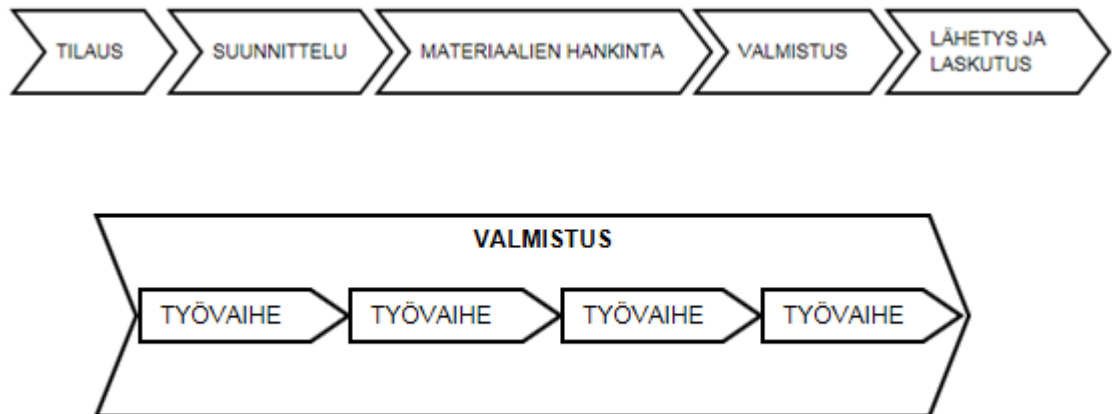 TILAUS
SUUNNITTELU
MATERIAALIEN HANKINTA
VALMISTUS
LÄHETYS JA
LASKUTUS
VALMISTUS
TYÖVAIHE
TYÖVAIHE
TYÖVAIHE
TYÖVAIHE